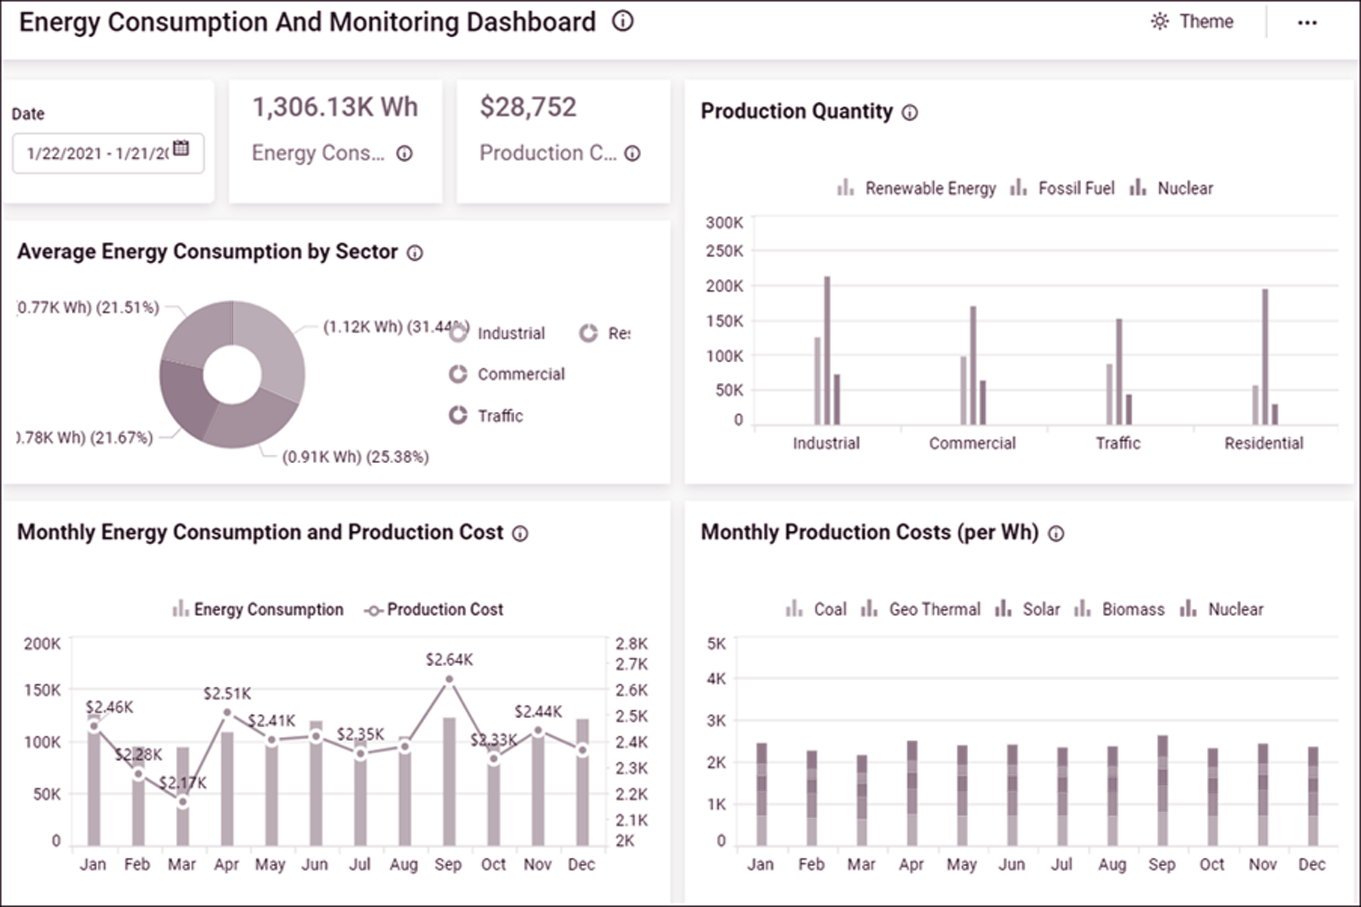 Energy Consumption And Monitoring Dashboard
Theme
Date
1/22/2021 - 1/21/20
1,306.13K Wh
Energy Cons...
$28,752
Production C...
Average Energy Consumption by Sector
0.77K Wh) (21.51%)
(1.12K Wh) (31.44%)
.78K Wh) (21.67%)
(0.91K Wh) (25.38%)
Industrial
Res
Commercial
Traffic
Production Quantity
Renewable Energy Fossil Fuel Nuclear
300K
250K
200K
150K
100K
50K
0
Industrial Commercial Traffic Residential
Monthly Energy Consumption and Production Cost
Energy Consumption Production Cost
200K
150K
100K
50K
0
$2.46K
$2.28K
$2.17K
$2.51K
$2.41K
$2.35K
$2.64K
$2.33K
$2.44K
2.8K
2.7K
2.6K
2.5K
2.4K
2.3K
2.2K
2.1K
2K
Jan Feb Mar Apr May Jun Jul Aug Sep Oct Nov Dec
Monthly Production Costs (per Wh)
Coal Geo Thermal Solar Biomass Nuclear
5K
4K
3K
2K
1K
0
Jan Feb Mar Apr May Jun Jul Aug Sep Oct Nov Dec